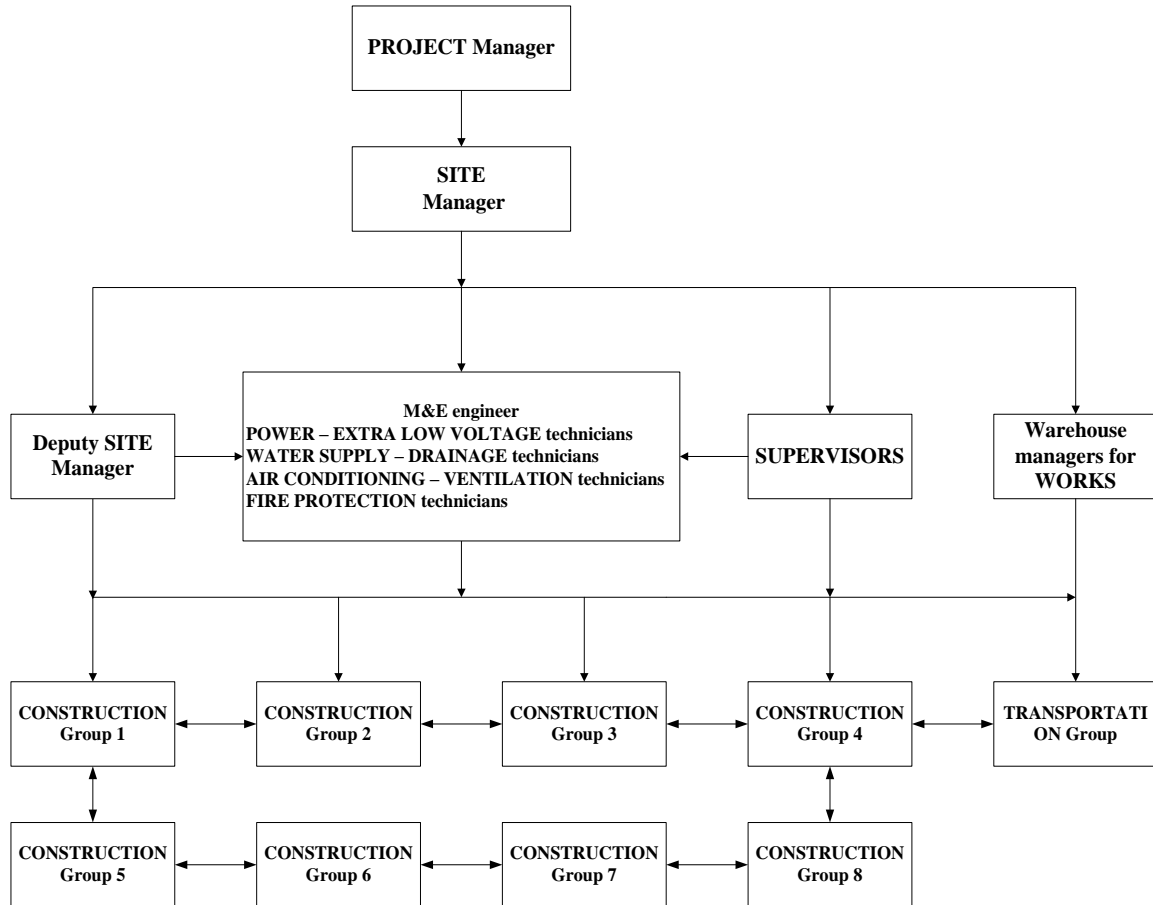 PROJECT Manager
SITE
Manager
M&E engineer
POWER – EXTRA LOW VOLTAGE technicians
WATER SUPPLY – DRAINAGE technicians
AIR CONDITIONING – VENTILATION technicians
FIRE PROTECTION technicians
Deputy SITE
Manager
SUPERVISORS
Warehouse
managers for
WORKS
CONSTRUCTION
Group 1
CONSTRUCTION
Group 2
CONSTRUCTION
Group 3
CONSTRUCTION
Group 4
TRANSPORTATI
ON Group
CONSTRUCTION
Group 5
CONSTRUCTION
Group 6
CONSTRUCTION
Group 7
CONSTRUCTION
Group 8